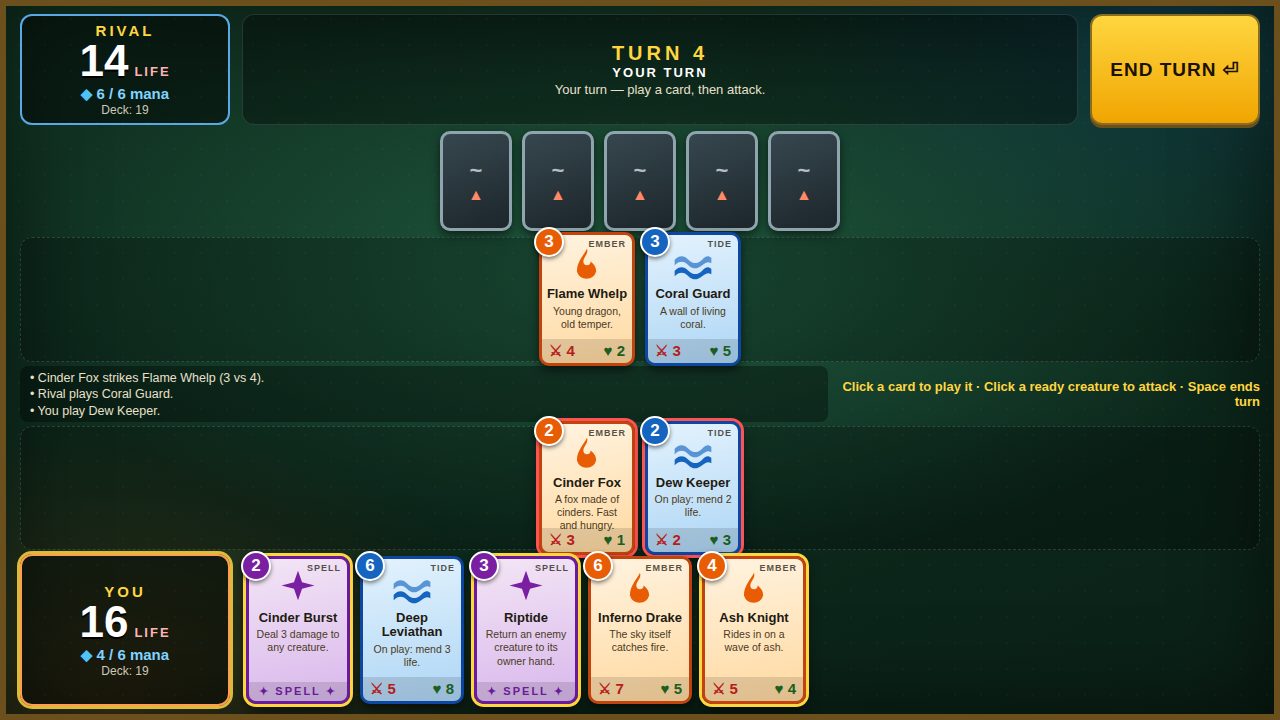 RIVAL
14 LIFE
◆ 6 / 6 mana
Deck: 19
TURN 4
YOUR TURN
Your turn — play a card, then attack.
END TURN ⏎
~
▲
~
▲
~
▲
~
▲
~
▲
3
EMBER
Flame Whelp
Young dragon,
old temper.
⚔ 4 ♥ 2
3
TIDE
Coral Guard
A wall of living
coral.
⚔ 3 ♥ 5
• Cinder Fox strikes Flame Whelp (3 vs 4).
• Rival plays Coral Guard.
• You play Dew Keeper.
Click a card to play it · Click a ready creature to attack · Space ends
turn
2
EMBER
Cinder Fox
A fox made of
cinders. Fast
and hungry.
⚔ 3 ♥ 1
2
TIDE
Dew Keeper
On play: mend 2
life.
⚔ 2 ♥ 3
YOU
16 LIFE
◆ 4 / 6 mana
Deck: 19
2
SPELL
Cinder Burst
Deal 3 damage to
any creature.
✦ SPELL ✦
6
TIDE
Deep
Leviathan
On play: mend 3
life.
⚔ 5 ♥ 8
3
SPELL
Riptide
Return an enemy
creature to its
owner hand.
✦ SPELL ✦
6
EMBER
Inferno Drake
The sky itself
catches fire.
⚔ 7 ♥ 5
4
EMBER
Ash Knight
Rides in on a
wave of ash.
⚔ 5 ♥ 4